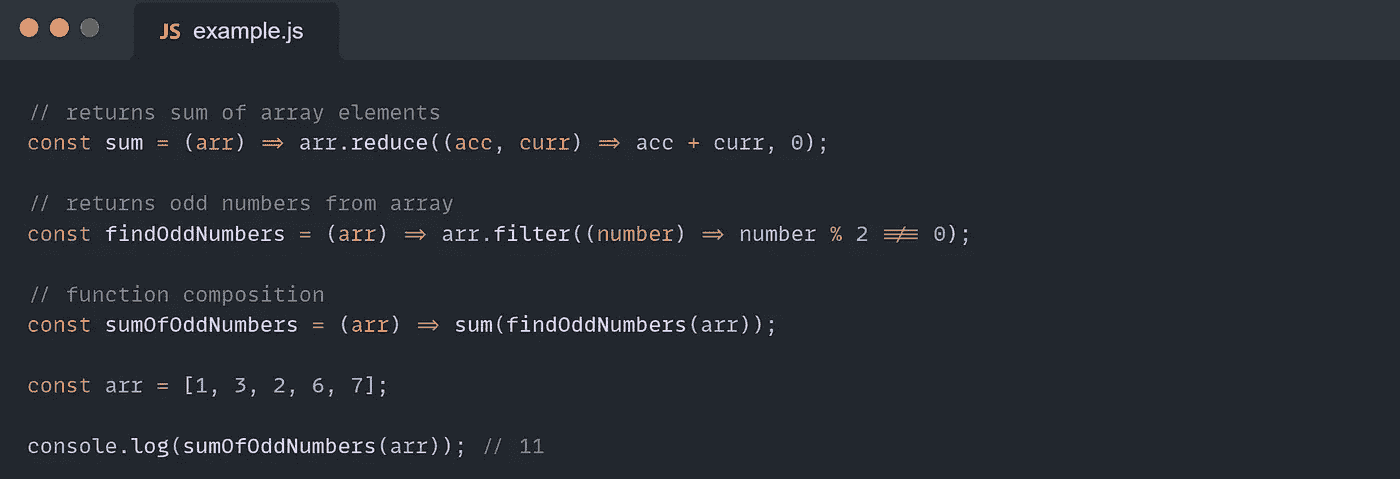 JS example.js
// returns sum of array elements
const sum = (arr) => arr.reduce((acc, curr) => acc + curr, 0);
// returns odd numbers from array
const findOddNumbers = (arr) => arr.filter((number) => number % 2 !== 0);
// function composition
const sumOfOddNumbers = (arr) => sum(findOddNumbers(arr));
const arr = [1, 3, 2, 6, 7];
console.log(sumOfOddNumbers(arr)); // 11